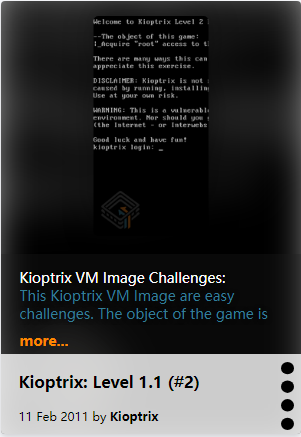 Welcome to Kioptrix Level 2
--The object of this game:
|_Acquire "root" access to
There are many ways this can
appreciate this exercise.
DISCLAIMER: Kioptrix is not
caused by running, installing
Use at your own risk.
WARNING: This is a vulnerable
environment. Nor should you
(the Internet - or Interwebs
Good luck and have fun!
kioptrix login: _
Kioptrix VM Image Challenges:
This Kioptrix VM Image are easy
challenges. The object of the game is
more...
Kioptrix: Level 1.1 (#2)
11 Feb 2011 by Kioptrix